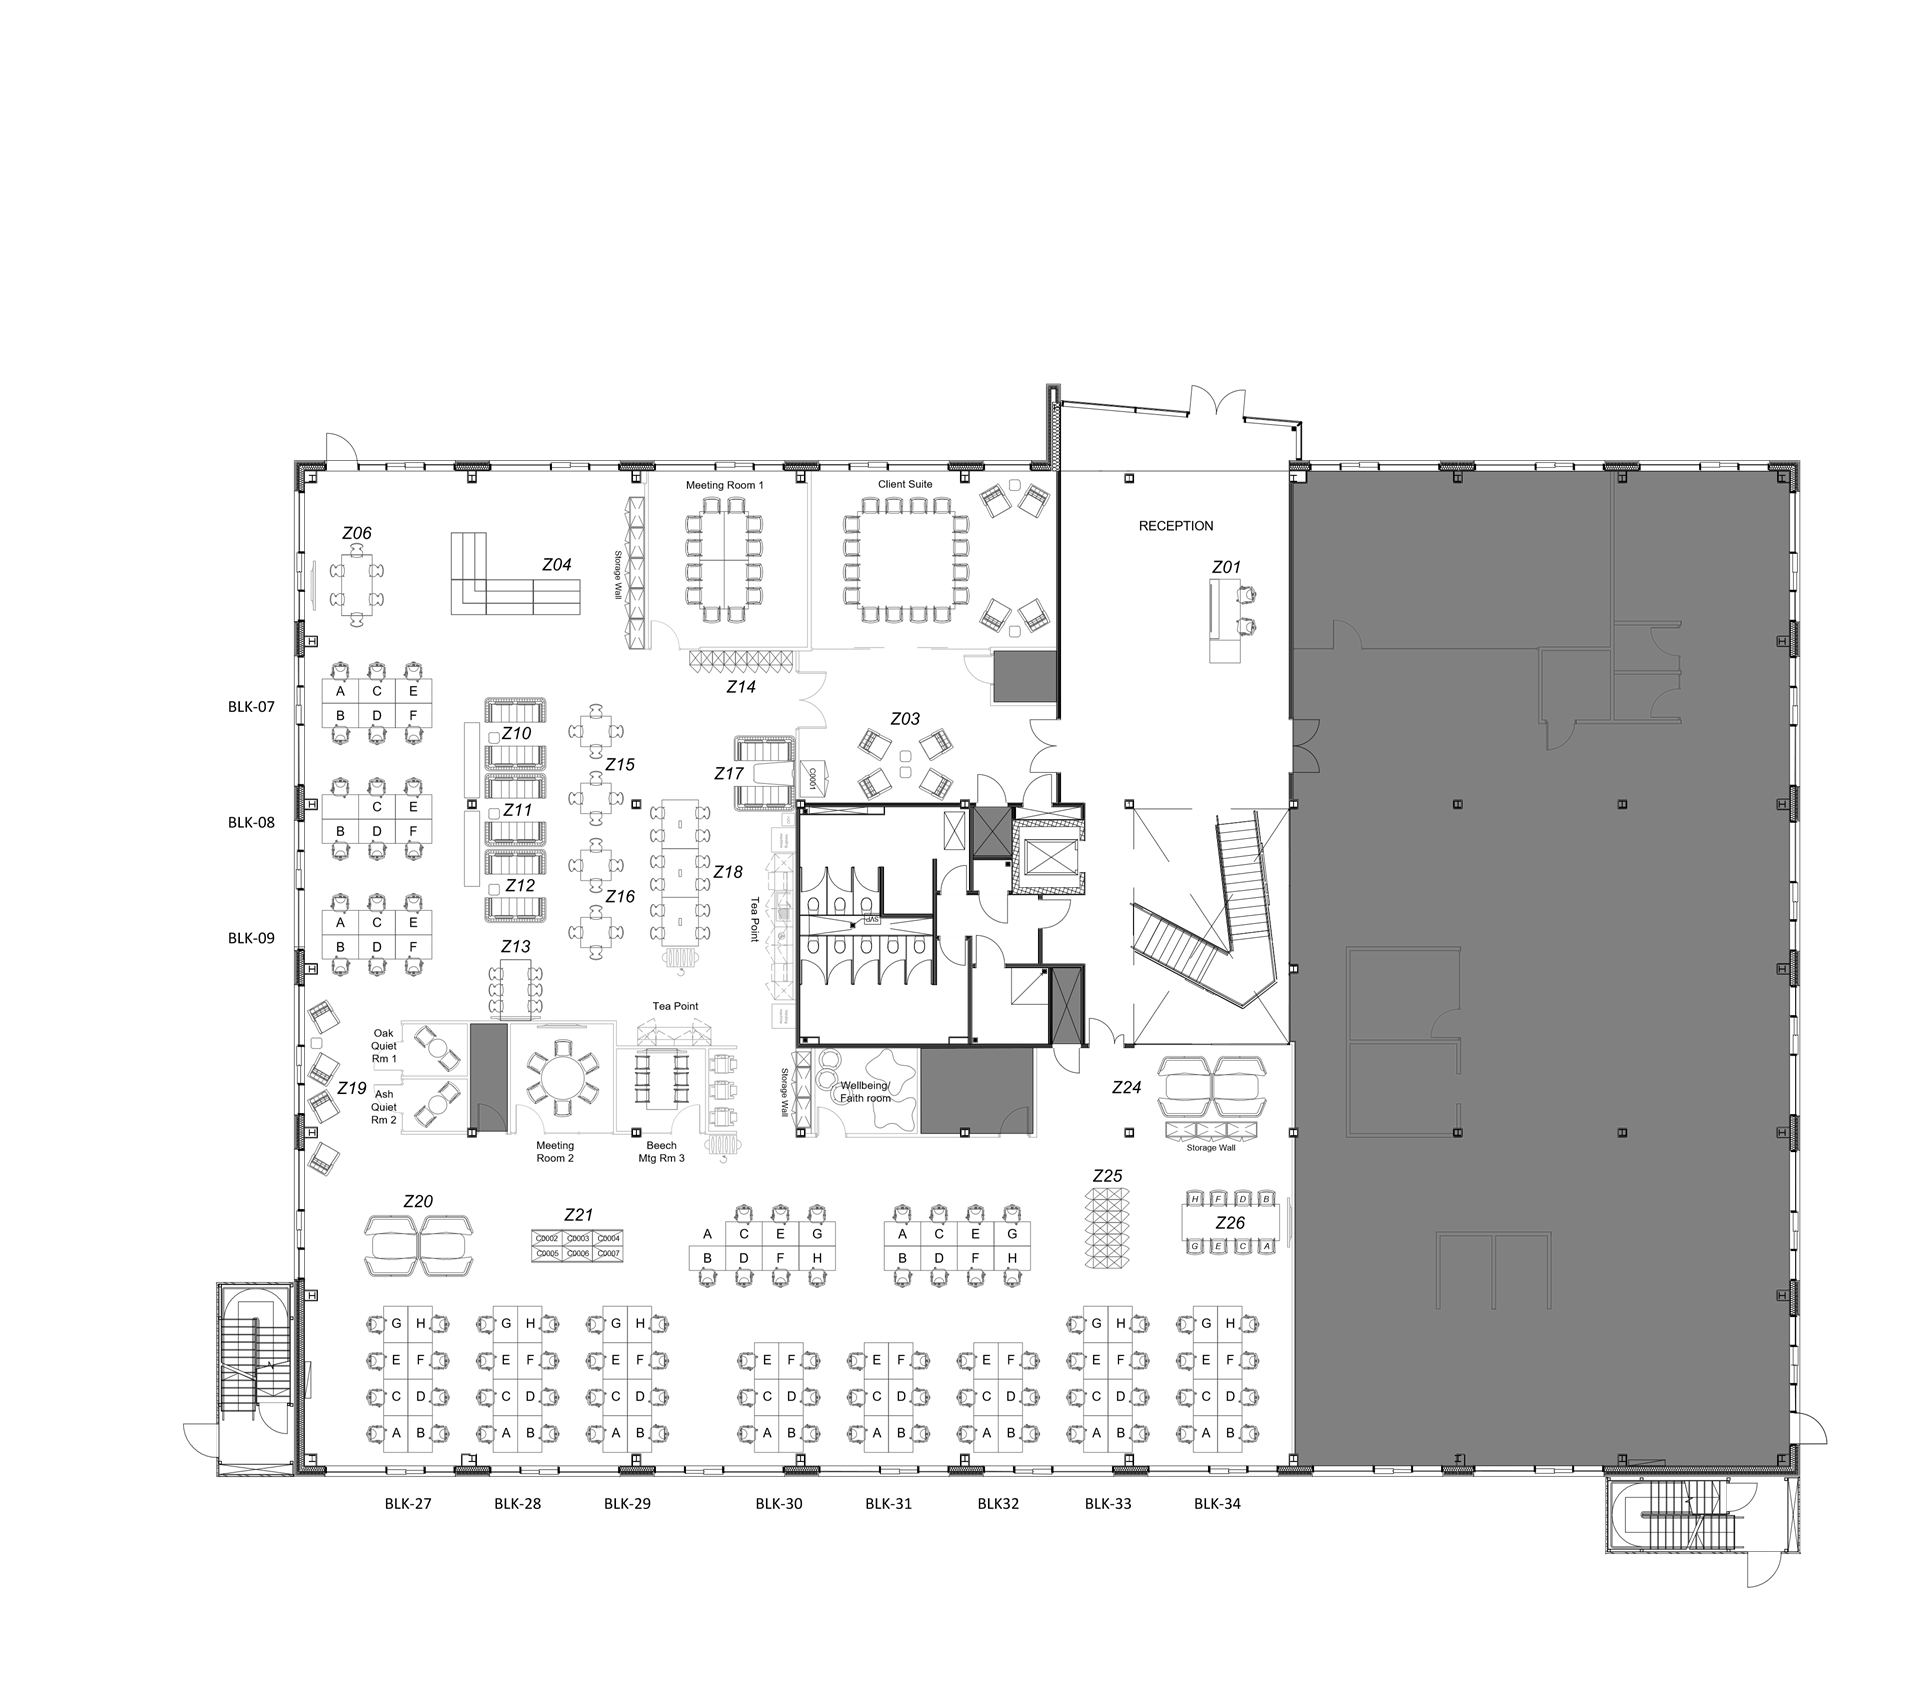 Meeting Room 1
Client Suite
RECEPTION
Z06
Z04
Storage Wall
Z01
Z14
BLK-07
A C E
B D F
Z10
Z03
Z15
Z17
C0001
BLK-08
C E
B D F
Z11
Z18
Z12
Z16
Tea Point
SVP
BLK-09
A C E
B D F
Z13
Tea Point
Oak
Quiet
Rm 1
Z19
Ash
Quiet
Rm 2
Storage Wall
Wellbeing/
Faith room
Z24
Meeting
Room 2
Beech
Mtg Rm 3
Storage Wall
Z25
Z20
Z21
C0002 C0003 C0004
C0005 C0006 C0007
A C E G
B D F H
A C E G
B D F H
H F D B
Z26
G E C A
G H G H G H G H G H
E F E F E F E F E F E F E F E F
C D C D C D C D C D C D C D C D
A B A B A B A B A B A B A B A B
BLK-27 BLK-28 BLK-29 BLK-30 BLK-31 BLK32 BLK-33 BLK-34